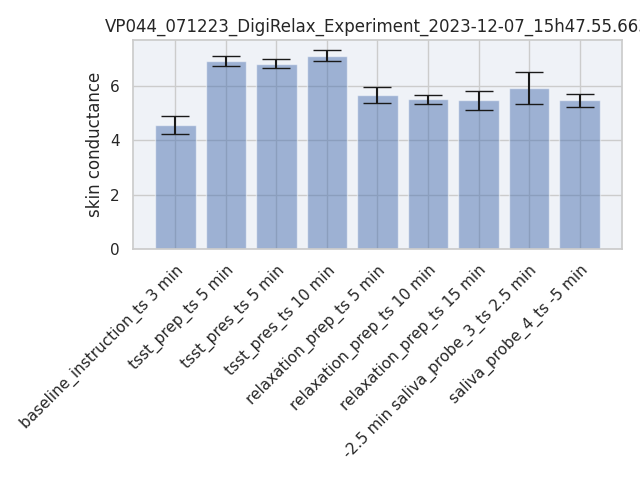 VP044_071223_DigiRelax_Experiment_2023-12-07_15h47.55.66
skin conductance
6
4
2
0
baseline_instruction_ts 3 min
tsst_prep_ts 5 min
tsst_pres_ts 5 min
tsst_pres_ts 10 min
relaxation_prep_ts 5 min
relaxation_prep_ts 10 min
relaxation_prep_ts 15 min
-2.5 min saliva_probe_3_ts 2.5 min
saliva_probe_4_ts -5 min